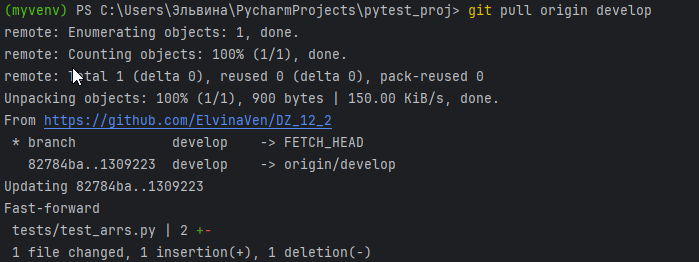 (myvenv) PS C:\Users\Эльвина\PycharmProjects\pytest_proj> git pull origin develop
remote: Enumerating objects: 1, done.
remote: Counting objects: 100% (1/1), done.
remote: Total 1 (delta 0), reused 0 (delta 0), pack-reused 0
Unpacking objects: 100% (1/1), 900 bytes | 150.00 KiB/s, done.
From https://github.com/ElvinaVen/DZ_12_2
 * branch            develop    -> FETCH_HEAD
   82784ba..1309223  develop    -> origin/develop
Updating 82784ba..1309223
Fast-forward
 tests/test_arrs.py | 2 +-
 1 file changed, 1 insertion(+), 1 deletion(-)